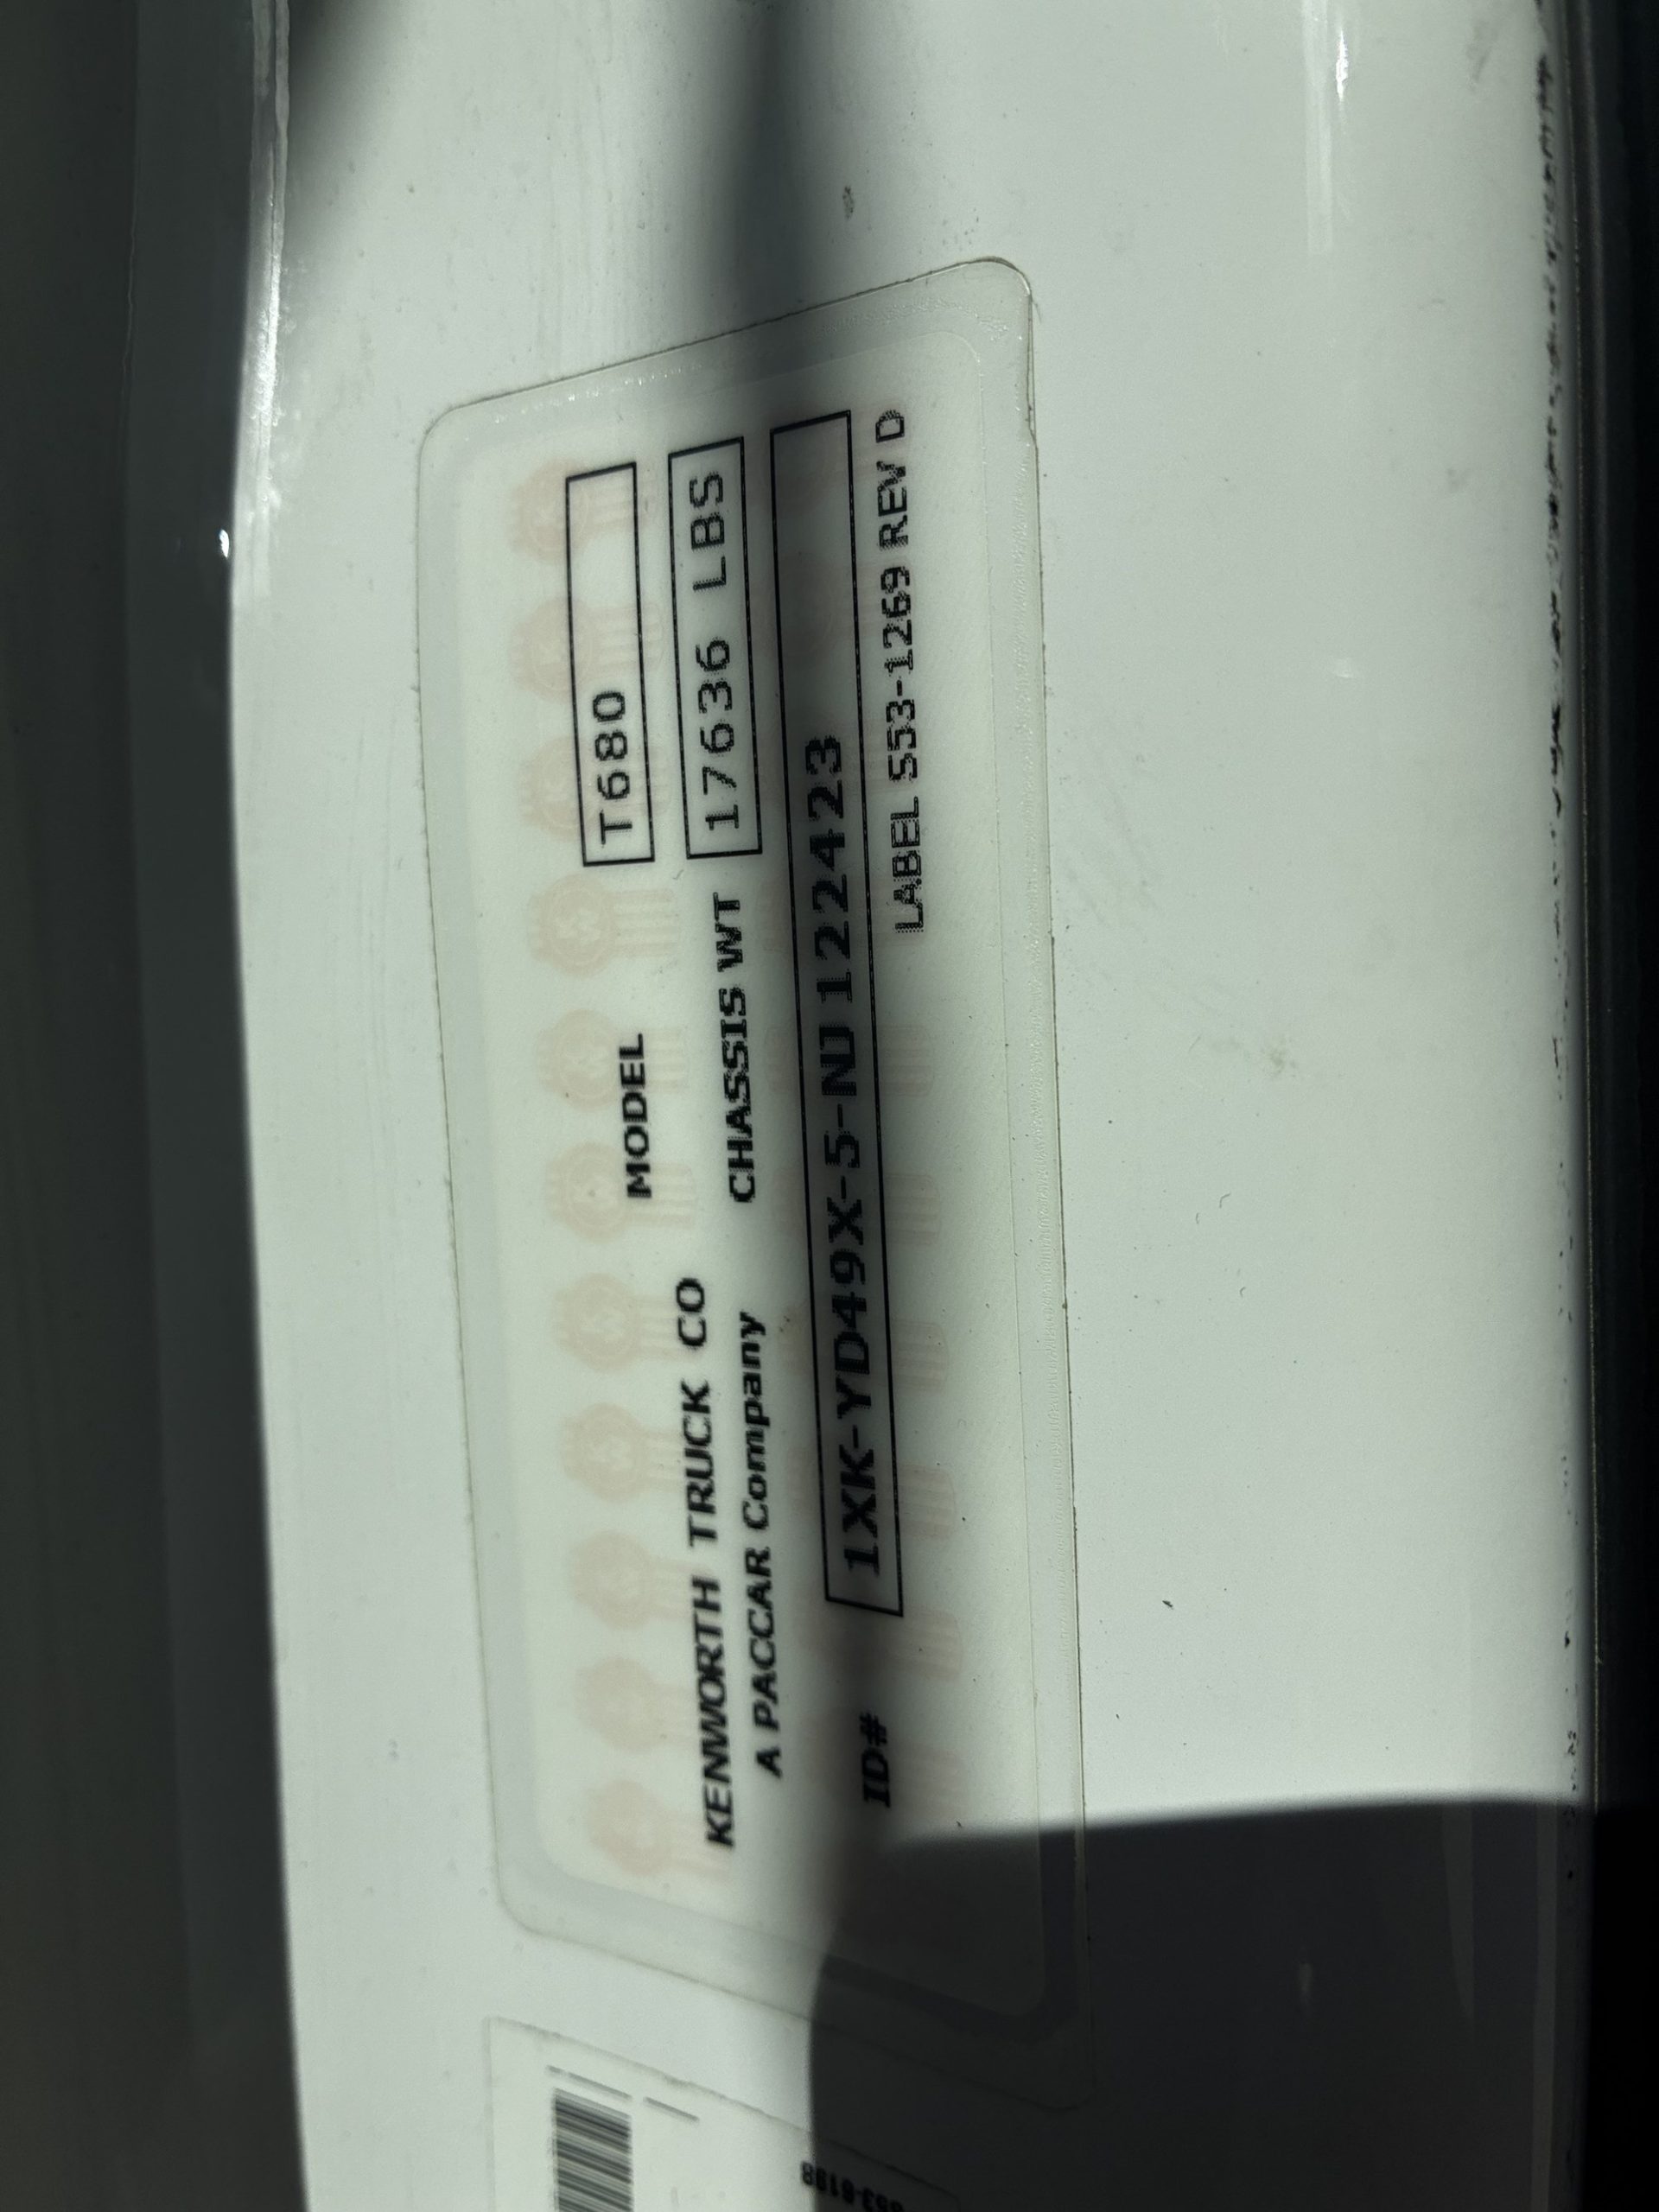 MODEL T680
KENWORTH TRUCK CO
CHASSIS WT 17636 LBS
A PACCAR Company
ID# 1XK-YD49X-5-NJ 122423
LABEL S53-1269 REV D